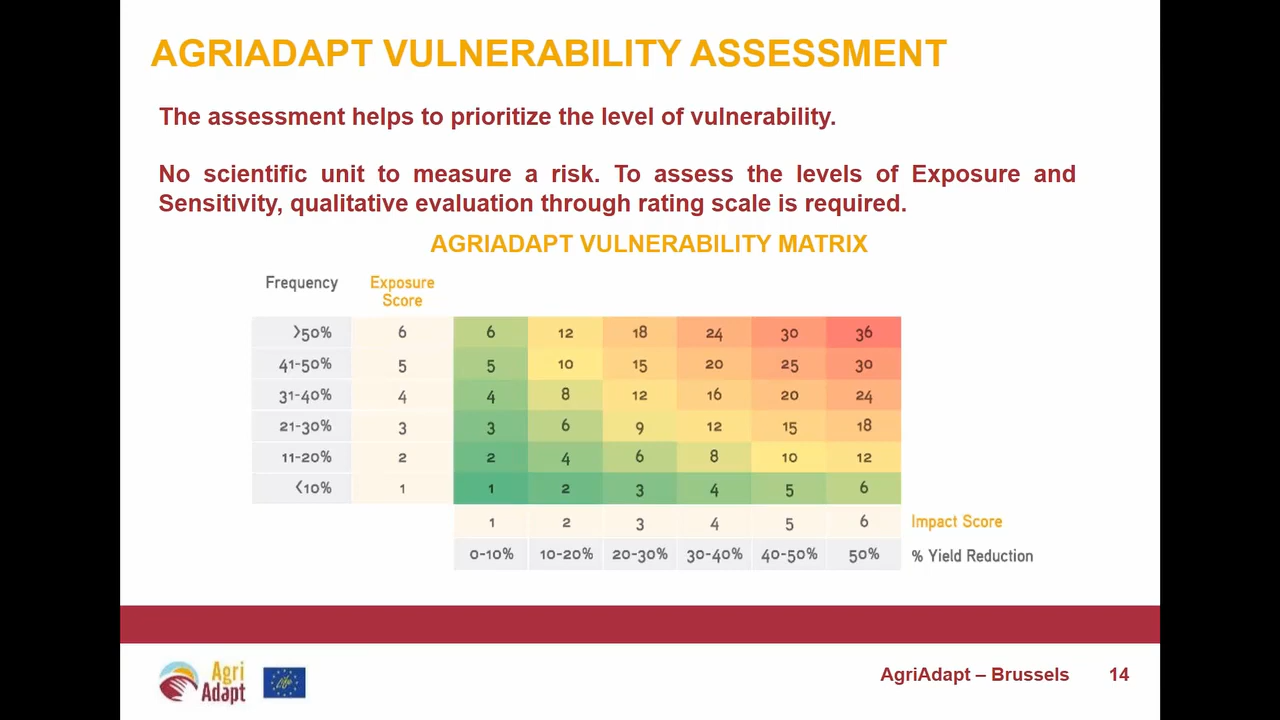 AGRIADAPT VULNERABILITY ASSESSMENT
The assessment helps to prioritize the level of vulnerability.
No scientific unit to measure a risk. To assess the levels of Exposure and
Sensitivity, qualitative evaluation through rating scale is required.
AGRIADAPT VULNERABILITY MATRIX
Frequency Exposure
Score
>50% 6 6 12 18 24 30 36
41-50% 5 5 10 15 20 25 30
31-40% 4 4 8 12 16 20 24
21-30% 3 3 6 9 12 15 18
11-20% 2 2 4 6 8 10 12
<10% 1 1 2 3 4 5 6
1 2 3 4 5 6 Impact Score
0-10% 10-20% 20-30% 30-40% 40-50% 50% % Yield Reduction
Agri
Adapt
Life
AgriAdapt – Brussels 14